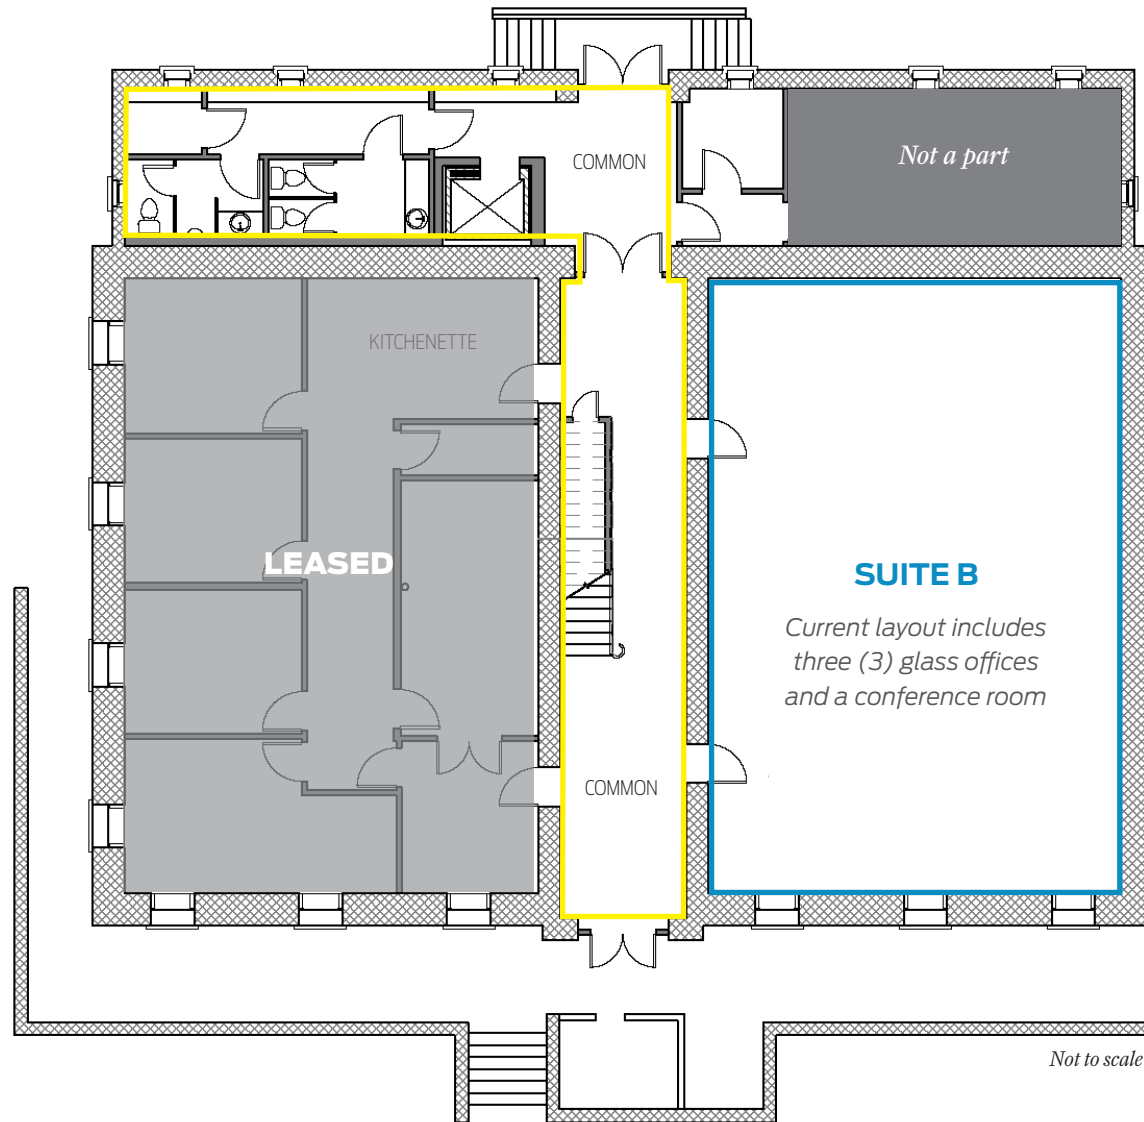 COMMON
Not a part
KITCHENETTE
LEASED
SUITE B
Current layout includes
three (3) glass offices
and a conference room
COMMON
Not to scale